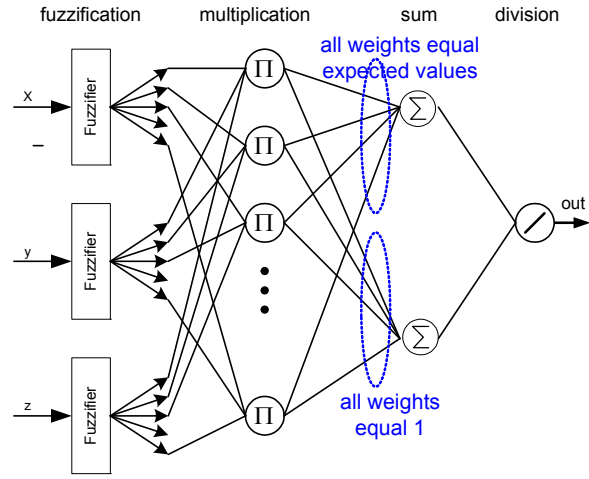 fuzzification multiplication sum division
all weights equal
expected values
X
Fuzzifier
Π
Σ
Π
out
y
Fuzzifier
Π
Σ
all weights
equal 1
z
Fuzzifier
Π